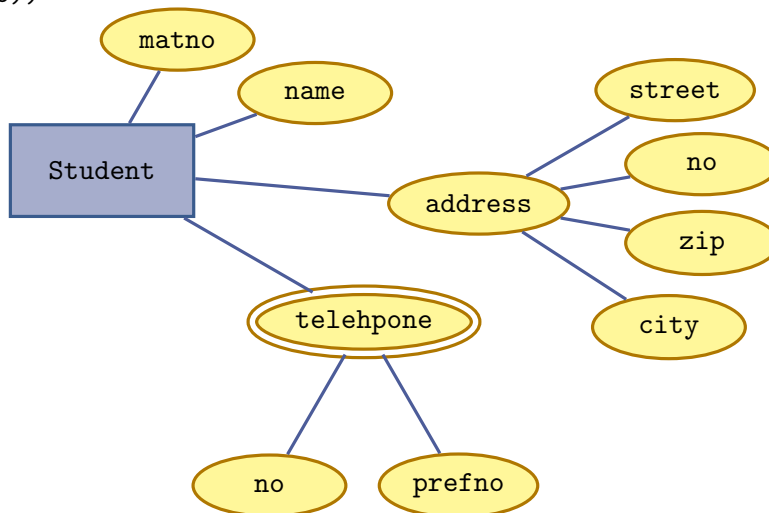 matno
name
street
no
Student
address
zip
telehpone
city
no
prefno